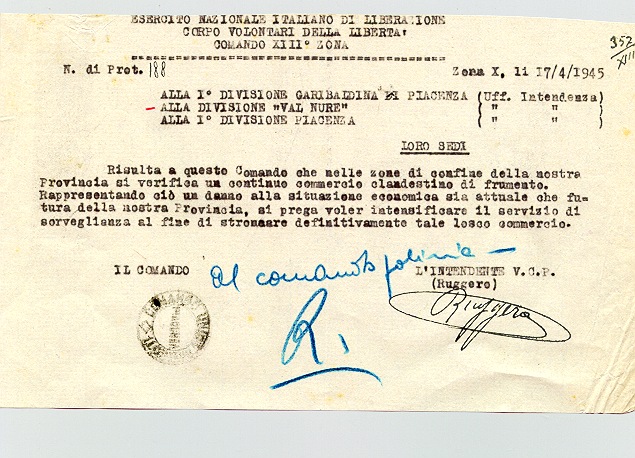 ESERCITO NAZIONALE ITALIANO DI LIBERAZIONE
CORPO VOLONTARI DELLA LIBERTA'
COMANDO XIII° ZONA
352/XIII
N. di Prot. 188 Zona X, li 17/4/1945
ALLA I° DIVISIONE GARIBALDINA DI PIACENZA (Uff. Intendenza)
- ALLA DIVISIONE "VAL NURE" ( " " )
ALLA I° DIVISIONE PIACENZA ( " " )
LORO SEDI
Risulta a questo Comando che nelle zone di confine della nostra
Provincia si verifica un continuo commercio clandestino di frumento.
Rappresentando ciò un danno alla situazione economica sia attuale che fu-
tura della nostra Provincia, si prega voler intensificare il servizio di
sorveglianza al fine di stroncare definitivamente tale losco commercio.
IL COMANDO
al comando polizia -
L'INTENDENTE V.C.P.
(Ruggero)
Ruggero
R.
COMANDO UNICO